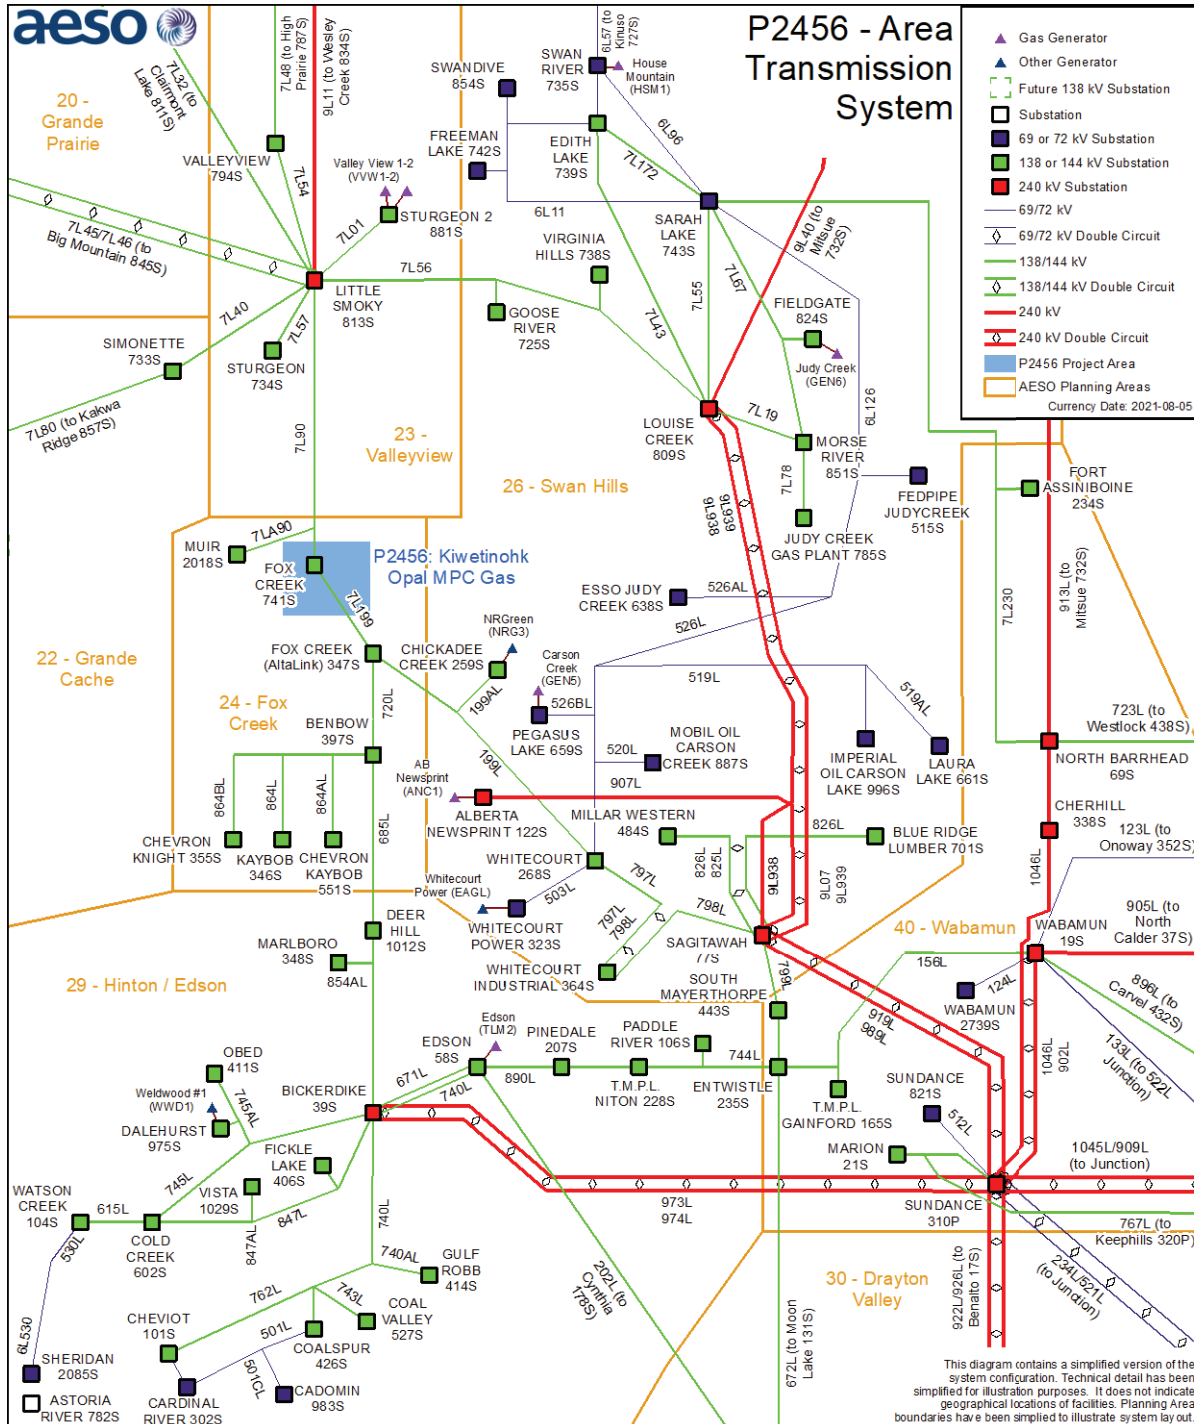 aeso
P2456 - Area
Transmission
System
Gas Generator
Other Generator
Future 138 kV Substation
Substation
69 or 72 kV Substation
138 or 144 kV Substation
240 kV Substation
69/72 kV
69/72 kV Double Circuit
138/144 kV
138/144 kV Double Circuit
240 kV
240 kV Double Circuit
P2456 Project Area
AESO Planning Areas
Currency Date: 2021-08-05
20 -
Grande
Prairie
7L32 (to
Clairmont
Lake 811S)
7L48 (to High
Prairie 787S)
9L11 (to Wesley
Creek 834S)
VALLEYVIEW
794S
7L54
Valley View 1-2
(VVW1-2)
STURGEON 2
881S
7L01
7L45/7L46 (to
Big Mountain 845S)
LITTLE
SMOKY
813S
7L56
7L40
7L57
SIMONETTE
733S
STURGEON
734S
7L80 (to Kakwa
Ridge 857S)
7L90
23 -
Valleyview
SWANDIVE
854S
SWAN
RIVER
735S
6L57 (to
Kinuso
727S)
House
Mountain
(HSM1)
FREEMAN
LAKE 742S
EDITH
LAKE
739S
6L96
7L172
6L11
SARAH
LAKE
743S
VIRGINIA
HILLS 738S
GOOSE
RIVER
725S
7L43
7L55
7L67
9L40 (to
Mitsue
732S)
FIELDGATE
824S
Judy Creek
(GEN6)
6L126
LOUISE
CREEK
809S
7L19
MORSE
RIVER
851S
7L78
JUDY CREEK
GAS PLANT 785S
FEDPIPE
JUDYCREEK
515S
26 - Swan Hills
9L938
9L939
FORT
ASSINIBOINE
234S
7L230
913L (to
Mitsue 732S)
MUIR
2018S
7LA90
FOX
CREEK
741S
P2456: Kiwetinohk
Opal MPC Gas
7L199
ESSO JUDY
CREEK 638S
526AL
526L
22 - Grande
Cache
FOX CREEK
(AltaLink) 347S
CHICKADEE
CREEK 259S
NRGreen
(NRG3)
199AL
Carson
Creek
(GEN5)
526BL
PEGASUS
LAKE 659S
519L
519AL
24 - Fox
Creek
720L
BENBOW
397S
199L
520L
MOBIL OIL
CARSON
CREEK 887S
IMPERIAL
OIL CARSON
LAKE 996S
LAURA
LAKE 661S
723L (to
Westlock 438S)
NORTH BARRHEAD
69S
864BL
864L
864AL
685L
CHEVRON
KNIGHT 355S
KAYBOB
346S
CHEVRON
KAYBOB
551S
AB
Newsprint
(ANC1)
ALBERTA
NEWSPRINT 122S
907L
MILLAR WESTERN
484S
826L
825L
826L
BLUE RIDGE
LUMBER 701S
CHERHILL
338S
123L (to
Onoway 352S)
1046L
WHITECOURT
268S
9L938
9L07
9L939
Whitecourt
Power (EAGL)
503L
WHITECOURT
POWER 323S
797L
797L
798L
798L
SAGITAWAH
77S
WHITECOURT
INDUSTRIAL 364S
40 - Wabamun
WABAMUN
19S
905L (to
North
Calder 37S)
156L
124L
WABAMUN
2739S
896L (to
Carvel 432S)
DEER
HILL
1012S
MARLBORO
348S
854AL
29 - Hinton / Edson
799L
SOUTH
MAYERTHORPE
443S
919L
989L
1046L
902L
133L (to 522L
Junction)
Edson
(TLM2)
EDSON
58S
PINEDALE
207S
PADDLE
RIVER 106S
744L
890L
T.M.P.L.
NITON 228S
ENTWISTLE
235S
T.M.P.L.
GAINFORD 165S
SUNDANCE
821S
512L
MARION
21S
1045L/909L
(to Junction)
OBED
411S
Weldwood #1
(WWD1)
745AL
DALEHURST
975S
BICKERDIKE
39S
671L
740L
FICKLE
LAKE
406S
745L
VISTA
1029S
WATSON
CREEK
104S
615L
COLD
CREEK
602S
847AL
847L
740L
973L
974L
SUNDANCE
310P
767L (to
Keephills 320P)
530L
740AL
GULF
ROBB
414S
762L
743L
COAL
VALLEY
527S
202L (to
Cynthia
178S)
30 - Drayton
Valley
672L (to Moon
Lake 131S)
922L/926L (to
Benalto 17S)
234L/521L
(to Junction)
6L530
CHEVIOT
101S
501L
COALSPUR
426S
501CL
SHERIDAN
2085S
ASTORIA
RIVER 782S
CARDINAL
RIVER 302S
CADOMIN
983S
This diagram contains a simplified version of the
system configuration. Technical detail has been
simplified for illustration purposes. It does not indicate
geographical locations of facilities. Planning Area
boundaries have been simplied to illustrate system layout.